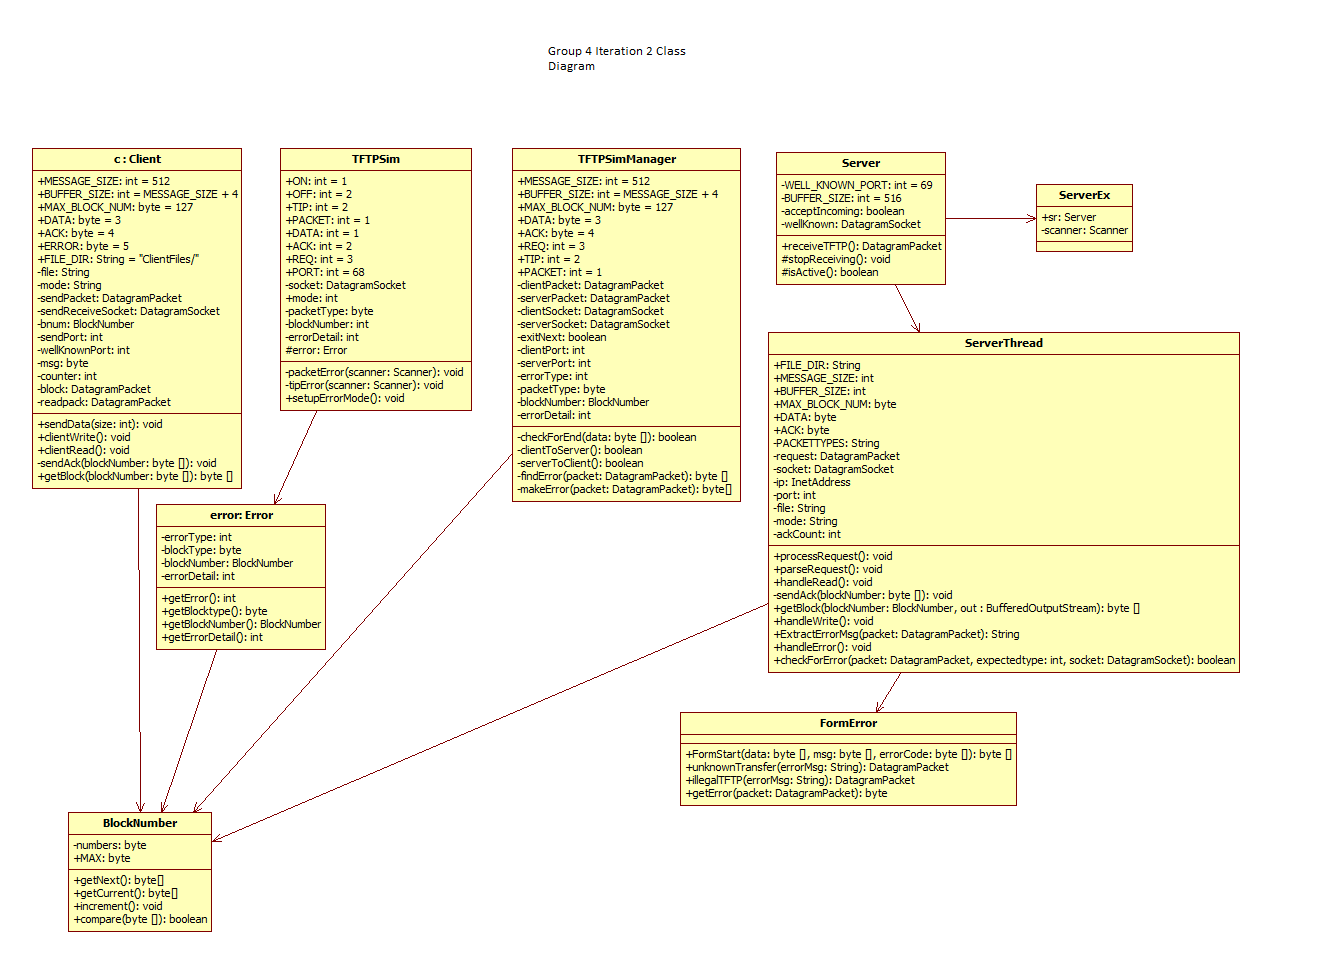 Group 4 Iteration 2 Class
Diagram
c : Client
+MESSAGE_SIZE: int = 512
+BUFFER_SIZE: int = MESSAGE_SIZE + 4
+MAX_BLOCK_NUM: byte = 127
+DATA: byte = 3
+ACK: byte = 4
+ERROR: byte = 5
+FILE_DIR: String = "ClientFiles/"
-file: String
-mode: String
-sendPacket: DatagramPacket
-sendReceiveSocket: DatagramSocket
-bnum: BlockNumber
-sendPort: int
-wellKnownPort: int
-msg: byte
-counter: int
-block: DatagramPacket
-readpack: DatagramPacket
+sendData(size: int): void
+clientWrite(): void
+clientRead(): void
-sendAck(blockNumber: byte []): void
+getBlock(blockNumber: byte []): byte []
TFTPSim
+ON: int = 1
+OFF: int = 2
+TIP: int = 2
+PACKET: int = 1
+DATA: int = 1
+ACK: int = 2
+REQ: int = 3
+PORT: int = 68
-socket: DatagramSocket
+mode: int
-packetType: byte
-blockNumber: int
-errorDetail: int
#error: Error
-packetError(scanner: Scanner): void
-tipError(scanner: Scanner): void
+setupErrorMode(): void
TFTPSimManager
+MESSAGE_SIZE: int = 512
+BUFFER_SIZE: int = MESSAGE_SIZE + 4
+MAX_BLOCK_NUM: byte = 127
+DATA: byte = 3
+ACK: byte = 4
+REQ: int = 3
+TIP: int = 2
+PACKET: int = 1
-clientPacket: DatagramPacket
-serverPacket: DatagramPacket
-clientSocket: DatagramSocket
-serverSocket: DatagramSocket
-exitNext: boolean
-clientPort: int
-serverPort: int
-errorType: int
-packetType: byte
-blockNumber: BlockNumber
-errorDetail: int
-checkForEnd(data: byte []): boolean
-clientToServer(): boolean
-serverToClient(): boolean
-findError(packet: DatagramPacket): byte []
-makeError(packet: DatagramPacket): byte[]
Server
-WELL_KNOWN_PORT: int = 69
-BUFFER_SIZE: int = 516
-acceptIncoming: boolean
-wellKnown: DatagramSocket
+receiveTFTP(): DatagramPacket
#stopReceiving(): void
#isActive(): boolean
ServerEx
+sr: Server
-scanner: Scanner
ServerThread
+FILE_DIR: String
+MESSAGE_SIZE: int
+BUFFER_SIZE: int
+MAX_BLOCK_NUM: byte
+DATA: byte
+ACK: byte
-PACKETTYPES: String
-request: DatagramPacket
-socket: DatagramSocket
-ip: InetAddress
-port: int
-file: String
-mode: String
-ackCount: int
+processRequest(): void
+parseRequest(): void
+handleRead(): void
-sendAck(blockNumber: byte []): void
+getBlock(blockNumber: BlockNumber, out : BufferedOutputStream): byte []
+handleWrite(): void
+ExtractErrorMsg(packet: DatagramPacket): String
+handleError(): void
+checkForError(packet: DatagramPacket, expectedtype: int, socket: DatagramSocket): boolean
error: Error
-errorType: int
-blockType: byte
-blockNumber: BlockNumber
-errorDetail: int
+getError(): int
+getBlocktype(): byte
+getBlockNumber(): BlockNumber
+getErrorDetail(): int
FormError
+FormStart(data: byte [], msg: byte [], errorCode: byte []): byte []
+unknownTransfer(errorMsg: String): DatagramPacket
+illegalTFTP(errorMsg: String): DatagramPacket
+getError(packet: DatagramPacket): byte
BlockNumber
-numbers: byte
+MAX: byte
+getNext(): byte[]
+getCurrent(): byte[]
+increment(): void
+compare(byte []): boolean